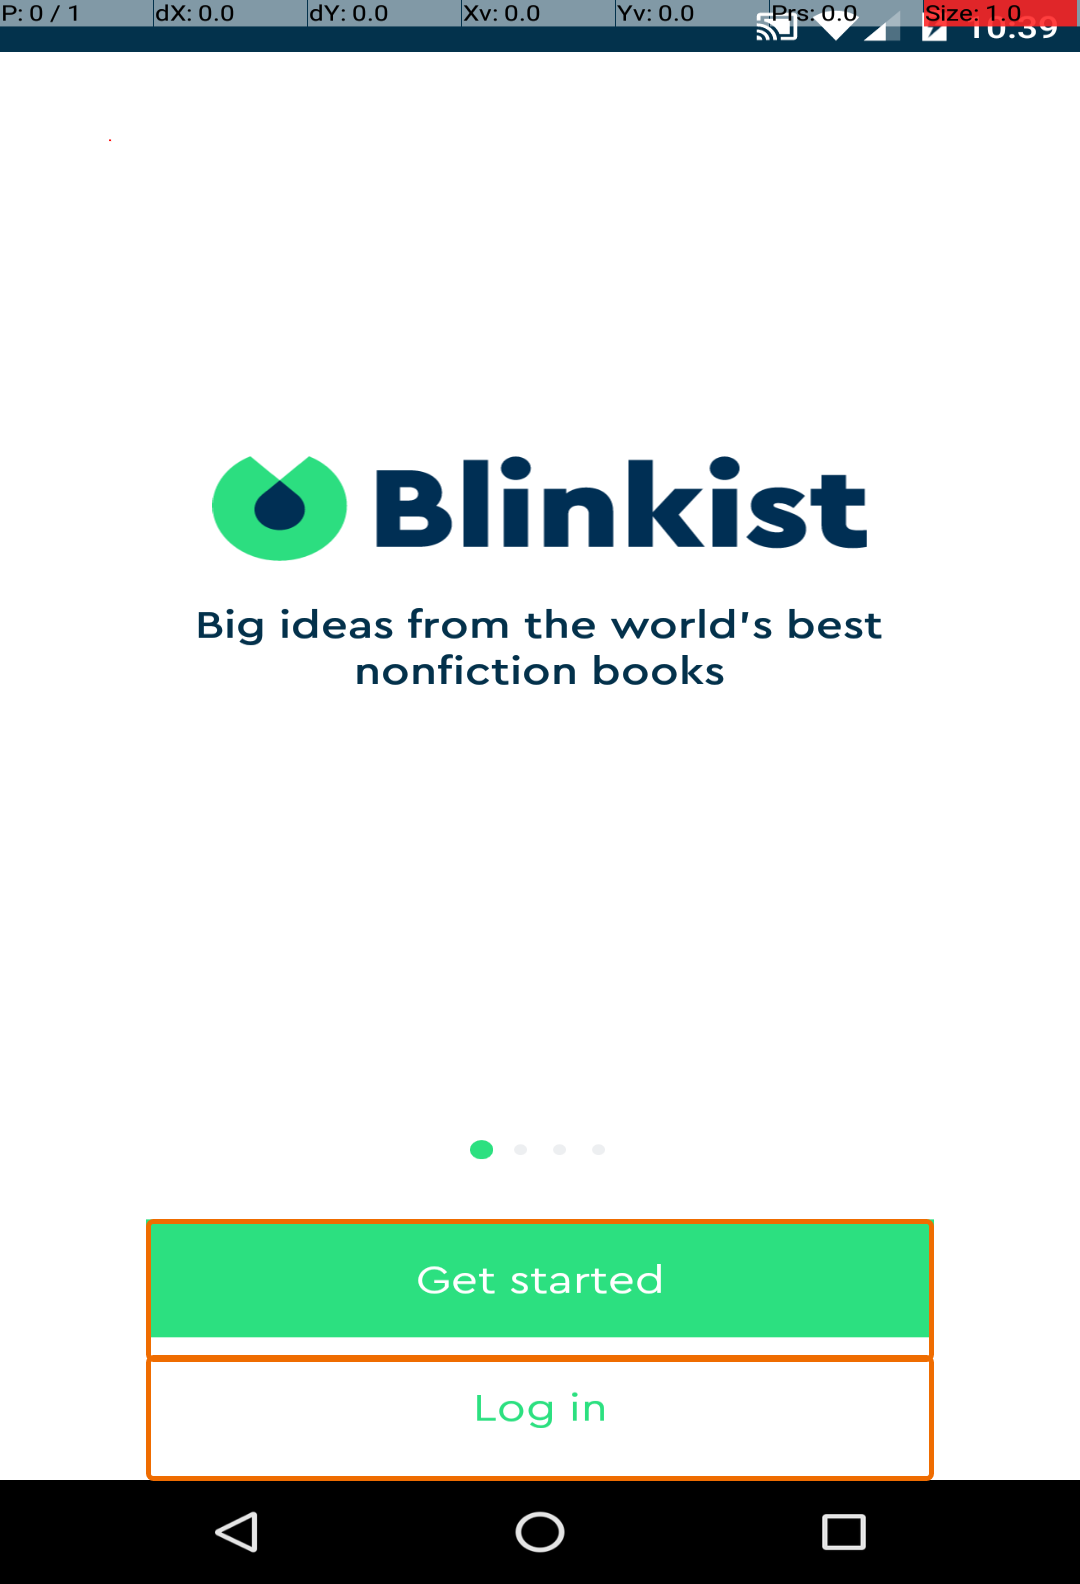 P: 0 / 1 dX: 0.0 dY: 0.0 Xv: 0.0 Yv: 0.0 Prs: 0.0 Size: 1.0
10:39
Blinkist
Big ideas from the world's best
nonfiction books
Get started
Log in